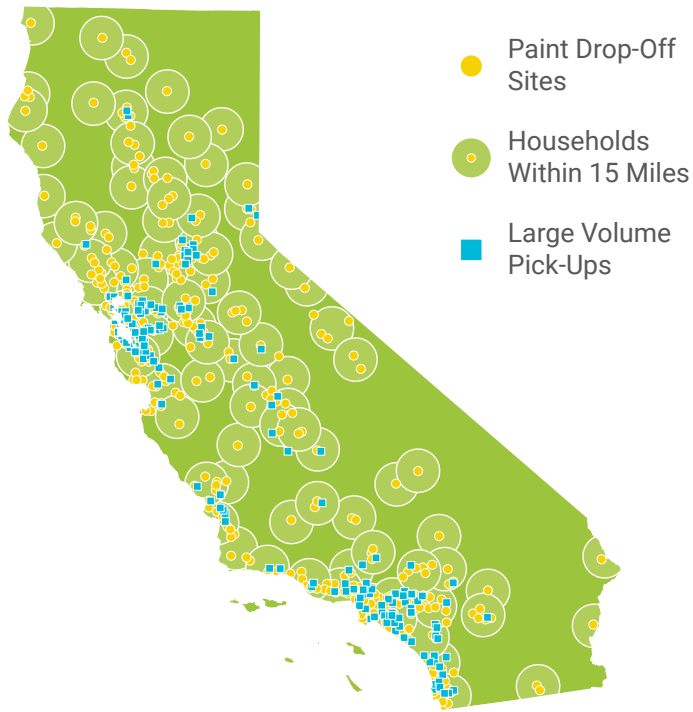 Paint Drop-Off
Sites
Households
Within 15 Miles
Large Volume
Pick-Ups